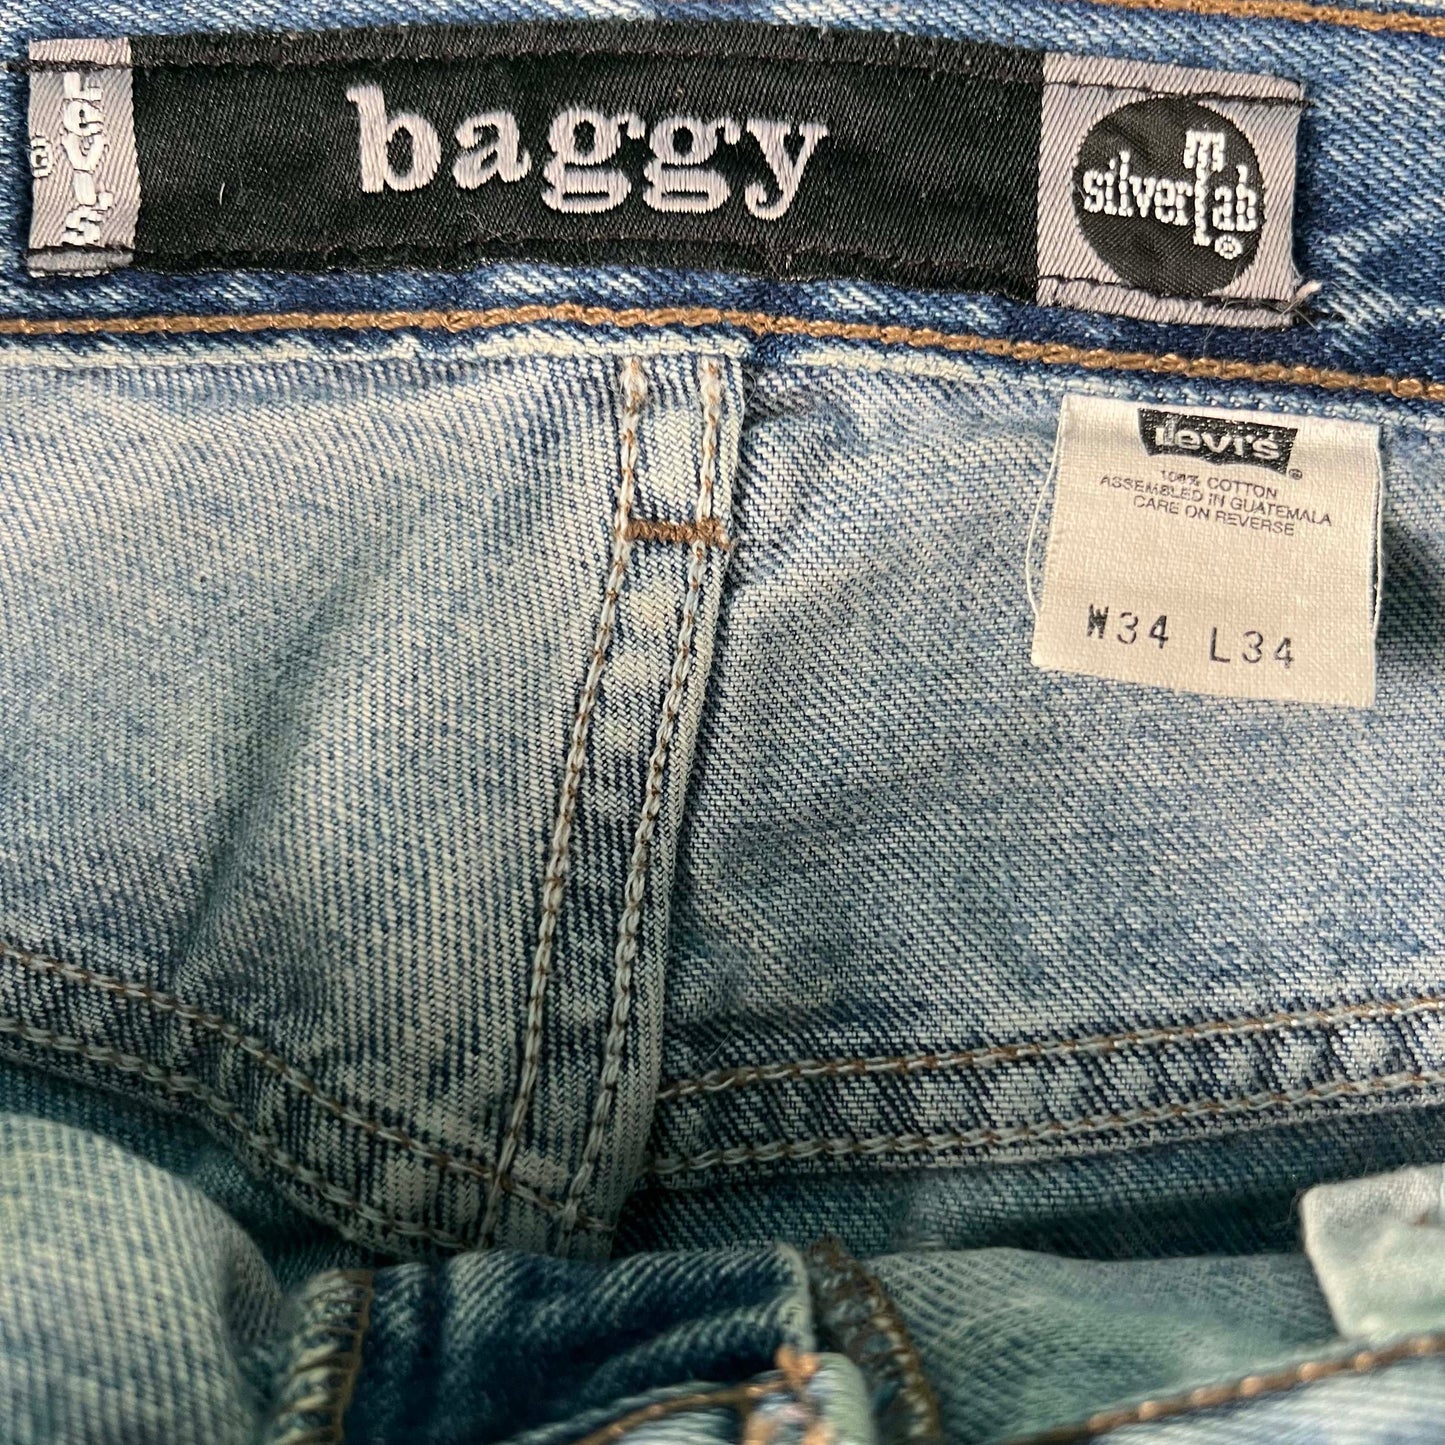 Levi's®
baggy
silvertab
m
®
Levi's®
100% COTTON
ASSEMBLED IN GUATEMALA
CARE ON REVERSE
W34 L34